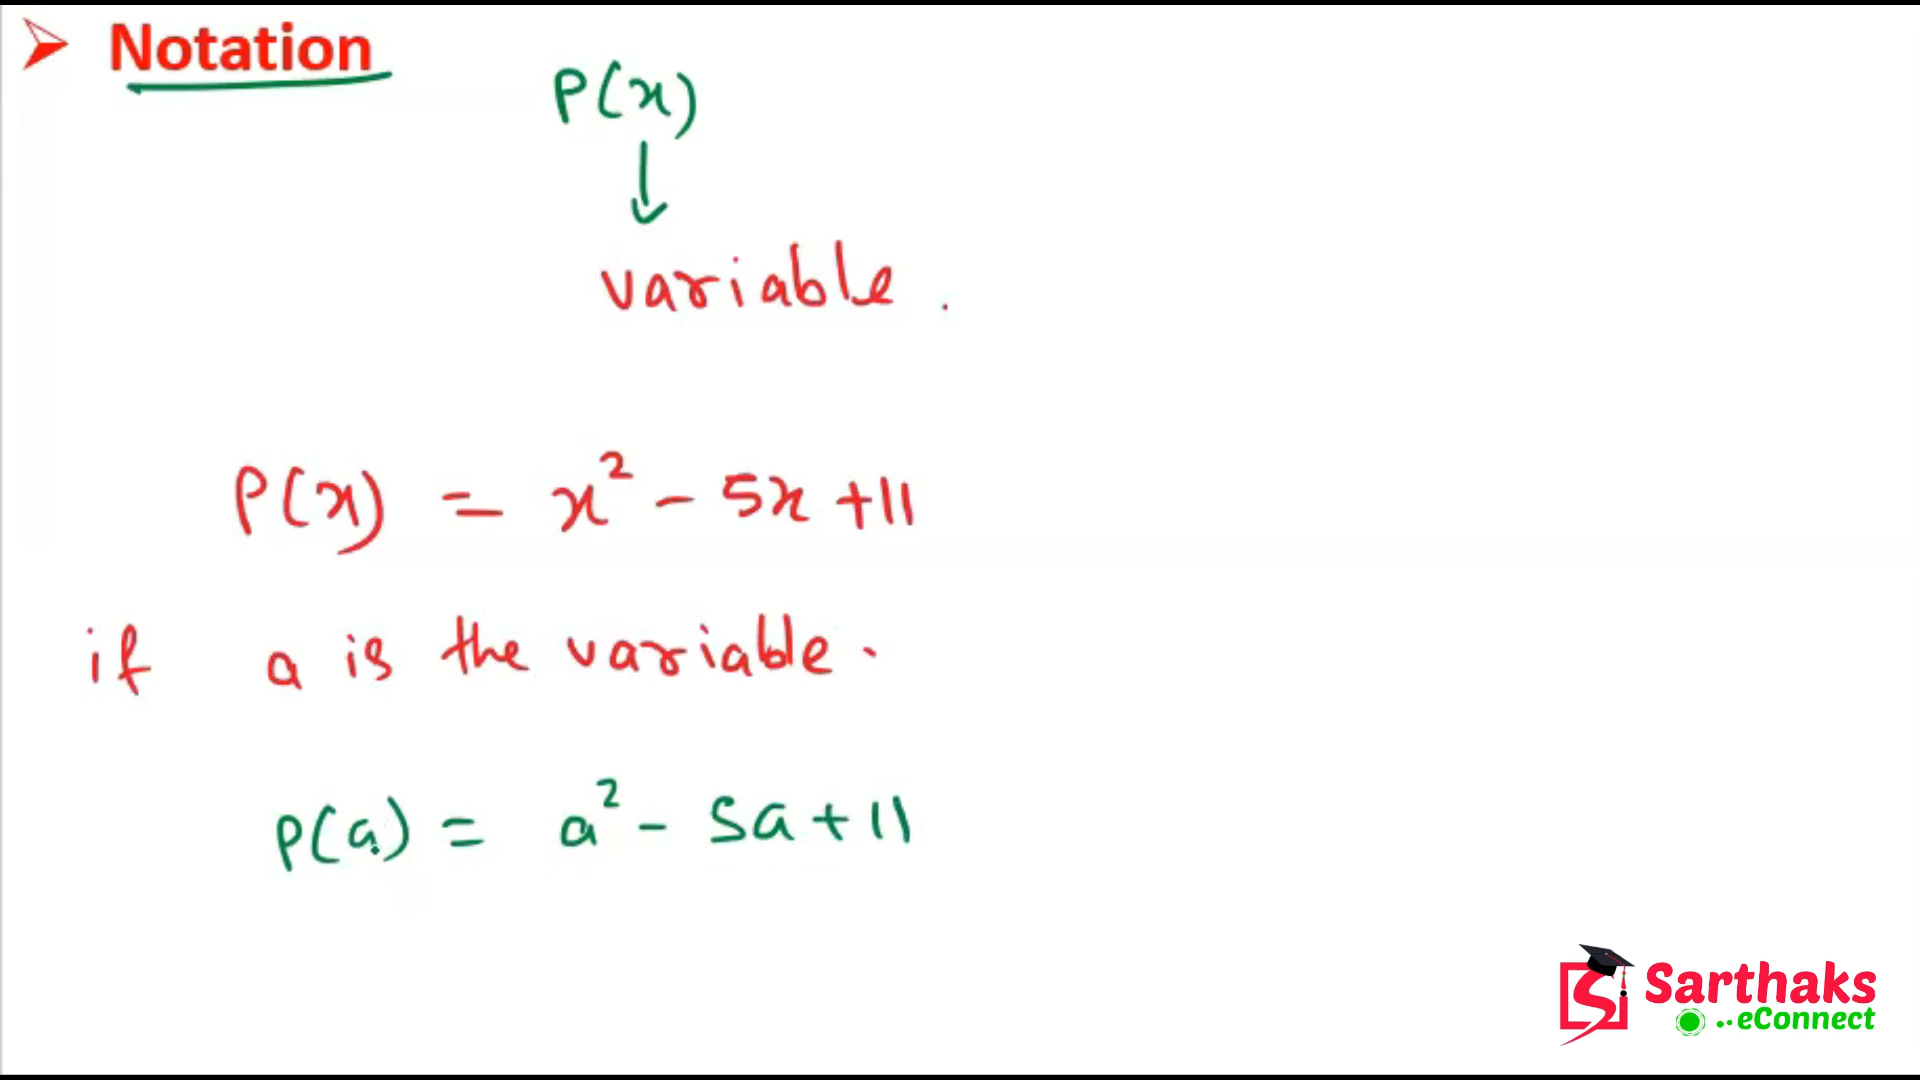 Notation
P(x)
↓
variable.
P(x) = x² - 5x + 11
if a is the variable.
P(a) = a² - 5a + 11
Sarthaks
eConnect